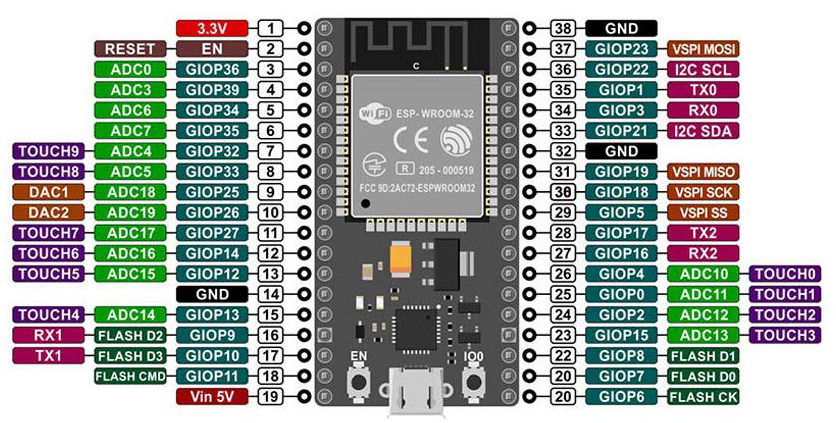 3.3V 1 38 GND
RESET EN 2 37 GIOP23 VSPI MOSI
ADC0 GIOP36 3 36 GIOP22 I2C SCL
ADC3 GIOP39 4 35 GIOP1 TX0
ADC6 GIOP34 5 34 GIOP3 RX0
ADC7 GIOP35 6 33 GIOP21 I2C SDA
TOUCH9 ADC4 GIOP32 7 32 GND
TOUCH8 ADC5 GIOP33 8 31 GIOP19 VSPI MISO
DAC1 ADC18 GIOP25 9 30 GIOP18 VSPI SCK
DAC2 ADC19 GIOP26 10 29 GIOP5 VSPI SS
TOUCH7 ADC17 GIOP27 11 28 GIOP17 TX2
TOUCH6 ADC16 GIOP14 12 27 GIOP16 RX2
TOUCH5 ADC15 GIOP12 13 26 GIOP4 ADC10 TOUCH0
GND 14 25 GIOP0 ADC11 TOUCH1
TOUCH4 ADC14 GIOP13 15 24 GIOP2 ADC12 TOUCH2
RX1 FLASH D2 GIOP9 16 23 GIOP15 ADC13 TOUCH3
TX1 FLASH D3 GIOP10 17 22 GIOP8 FLASH D1
FLASH CMD GIOP11 18 20 GIOP7 FLASH D0
Vin 5V 19 20 GIOP6 FLASH CK
C
WiFi ESP-WROOM-32
CE
R 205-000519
FCC 9D:2AC72-ESPWROOM32
EN IO0